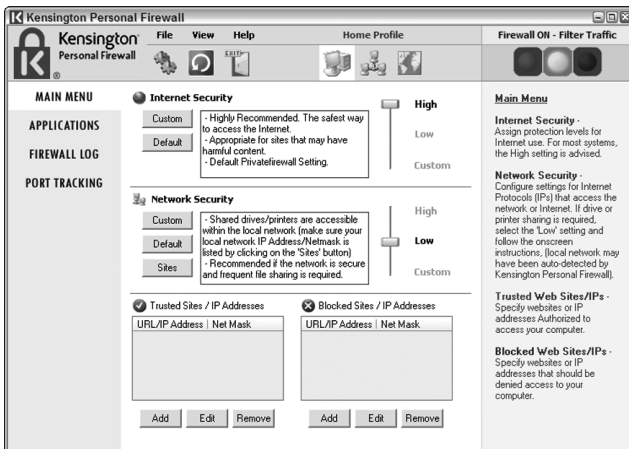 Kensington Personal Firewall
Kensington
Personal Firewall
®
File View Help
Home Profile
Firewall ON - Filter Traffic
EXIT
MAIN MENU
APPLICATIONS
FIREWALL LOG
PORT TRACKING
Internet Security
Custom
Default
- Highly Recommended. The safest way
to access the Internet.
- Appropriate for sites that may have
harmful content.
- Default Privatefirewall Setting.
High
Low
Custom
Network Security
Custom
Default
Sites
- Shared drives/printers are accessible
within the local network (make sure your
local network IP Address/Netmask is
listed by clicking on the 'Sites' button)
- Recommended if the network is secure
and frequent file sharing is required.
High
Low
Custom
Trusted Sites / IP Addresses
URL/IP Address Net Mask
Add Edit Remove
Blocked Sites / IP Addresses
URL/IP Address Net Mask
Add Edit Remove
Main Menu
Internet Security -
Assign protection levels for
Internet use. For most systems,
the High setting is advised.
Network Security -
Configure settings for Internet
Protocols (IPs) that access the
network or Internet. If drive or
printer sharing is required,
select the 'Low' setting and
follow the onscreen
instructions, (local network may
have been auto-detected by
Kensington Personal Firewall).
Trusted Web Sites/IPs -
Specify websites or IP
addresses Authorized to
access your computer.
Blocked Web Sites/IPs -
Specify websites or IP
addresses that should be
denied access to your
computer.